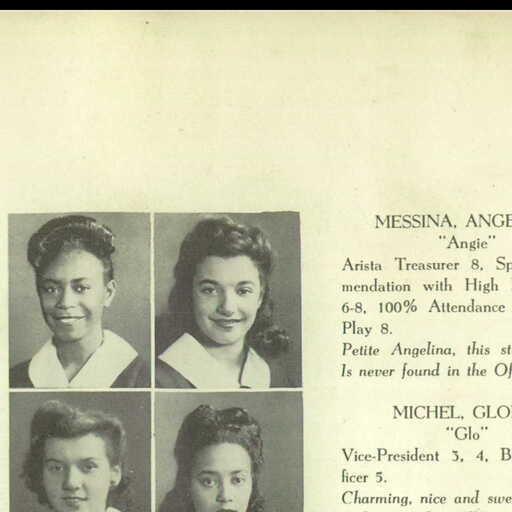 MESSINA, ANGE
"Angie"
Arista Treasurer 8, Sp
mendation with High
6-8, 100% Attendance
Play 8.
Petite Angelina, this st
Is never found in the Of
MICHEL, GLO
"Glo"
Vice-President 3, 4, B
ficer 5.
Charming, nice and swe